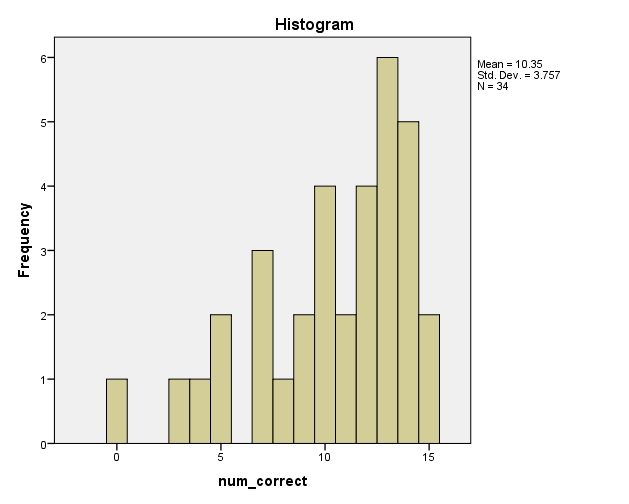 Histogram
Mean = 10.35
Std. Dev. = 3.757
N = 34
6
5
4
3
2
1
0
Frequency
0 5 10 15
num_correct